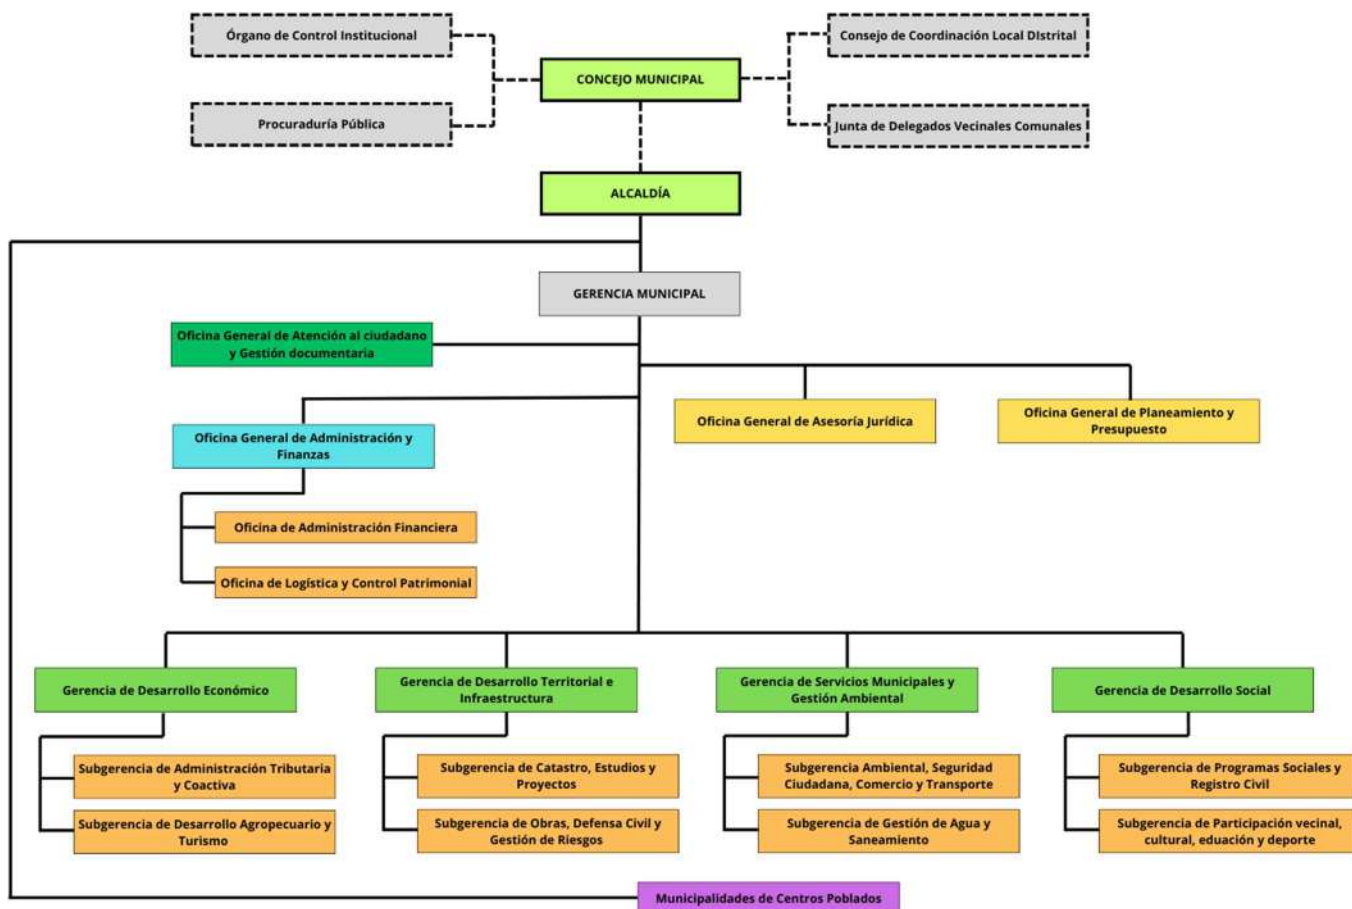 Órgano de Control Institucional
Consejo de Coordinación Local DIstrital
CONCEJO MUNICIPAL
Procuraduría Pública
Junta de Delegados Vecinales Comunales
ALCALDÍA
GERENCIA MUNICIPAL
Oficina General de Atención al ciudadano
y Gestión documentaria
Oficina General de Asesoría Jurídica
Oficina General de Planeamiento y
Presupuesto
Oficina General de Administración y
Finanzas
Oficina de Administración Financiera
Oficina de Logística y Control Patrimonial
Gerencia de Desarrollo Económico
Gerencia de Desarrollo Territorial e
Infraestructura
Gerencia de Servicios Municipales y
Gestión Ambiental
Gerencia de Desarrollo Social
Subgerencia de Administración Tributaria
y Coactiva
Subgerencia de Catastro, Estudios y
Proyectos
Subgerencia Ambiental, Seguridad
Ciudadana, Comercio y Transporte
Subgerencia de Programas Sociales y
Registro Civil
Subgerencia de Desarrollo Agropecuario y
Turismo
Subgerencia de Obras, Defensa Civil y
Gestión de Riesgos
Subgerencia de Gestión de Agua y
Saneamiento
Subgerencia de Participación vecinal,
cultural, eduación y deporte
Municipalidades de Centros Poblados